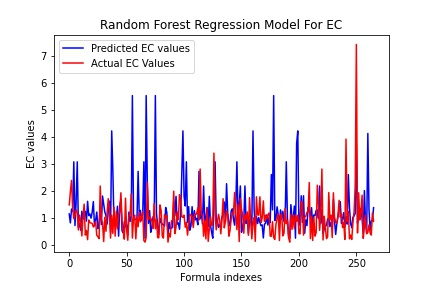 Random Forest Regression Model For EC
Predicted EC values
Actual EC Values
EC values
7
6
5
4
3
2
1
0
0
50
100
150
200
250
Formula indexes